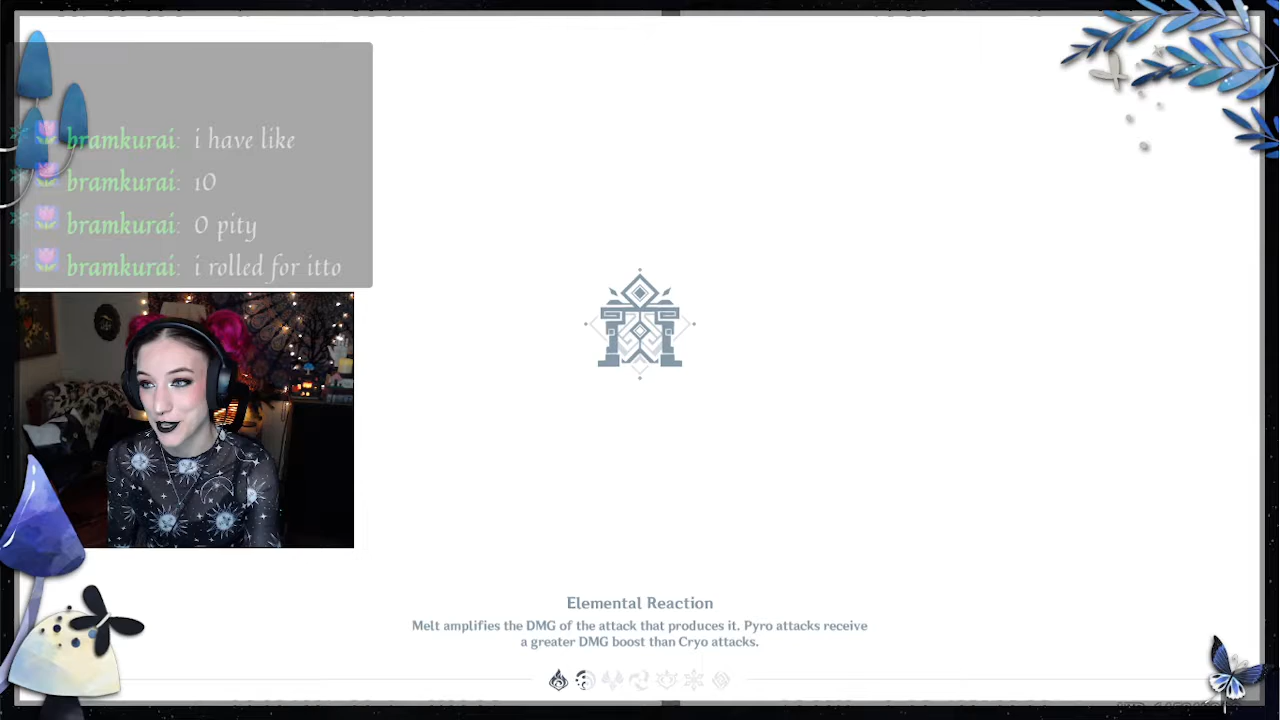 bramkurai: i have like
bramkurai: 10
bramkurai: 0 pity
bramkurai: i rolled for itto
Elemental Reaction
Melt amplifies the DMG of the attack that produces it. Pyro attacks receive
a greater DMG boost than Cryo attacks.